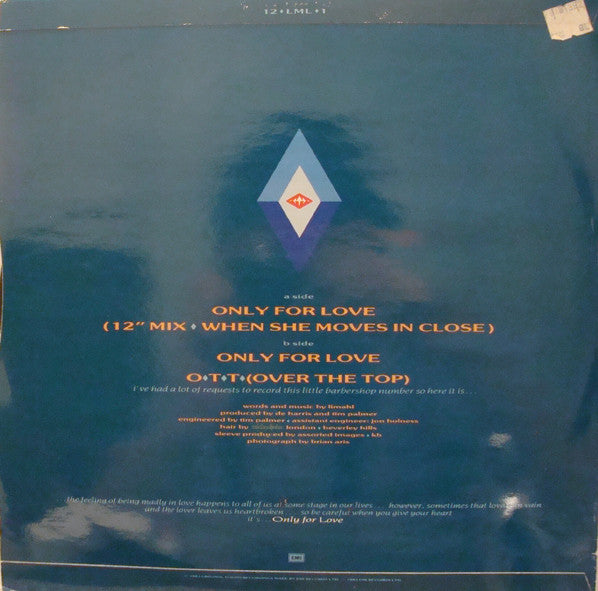 12♦LML♦1
a side
ONLY FOR LOVE
(12" MIX ♦ WHEN SHE MOVES IN CLOSE)
b side
ONLY FOR LOVE
O♦T♦T♦(OVER THE TOP)
i've had a lot of requests to record this little barbershop number so here it is...
words and music by limahl
produced by de harris and tim palmer
engineered by tim palmer ♦ assistant engineer: jon holness
hair by london ♦ beverley hills
sleeve produced by assorted images ♦ kb
photograph by brian aris
...the feeling of being madly in love happens to all of us at some stage in our lives... however, sometimes that love is in vain
and the lover leaves us heartbroken... so be careful when you give your heart
it's... Only for Love
EMI